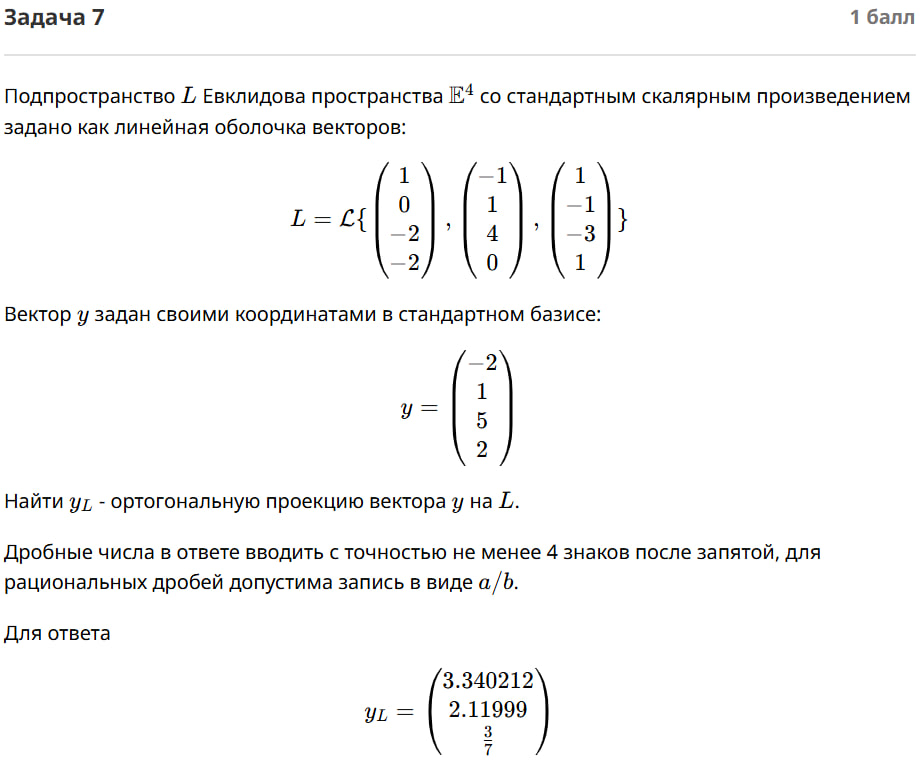 Задача 7
1 балл
Подпространство L Евклидова пространства 𝔼⁴ со стандартным скалярным произведением
задано как линейная оболочка векторов:
L = ℒ{ (1 0 −2 −2), (−1 1 4 0), (1 −1 −3 1) }
Вектор y задан своими координатами в стандартном базисе:
y = (−2 1 5 2)
Найти y_L - ортогональную проекцию вектора y на L.
Дробные числа в ответе вводить с точностью не менее 4 знаков после запятой, для
рациональных дробей допустима запись в виде a/b.
Для ответа
y_L = (3.340212 2.11999 3/7)